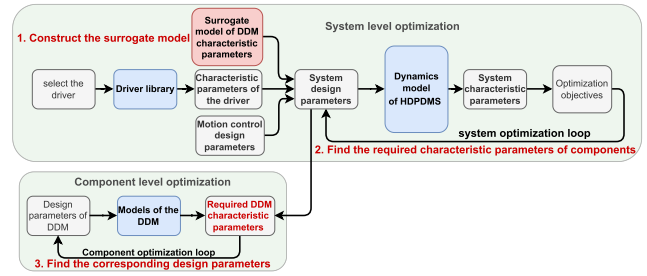 System level optimization
1. Construct the surrogate model
Surrogate
model of DDM
characteristic
parameters
select the
driver
Driver library
Characteristic
parameters of
the driver
Motion control
design
parameters
System
design
parameters
Dynamics
model
of HDPDMS
System
characteristic
parameters
Optimization
objectives
system optimization loop
2. Find the required characteristic parameters of components
Component level optimization
Design
parameters of
DDM
Models of the
DDM
Required DDM
characteristic
parameters
Component optimization loop
3. Find the corresponding design parameters